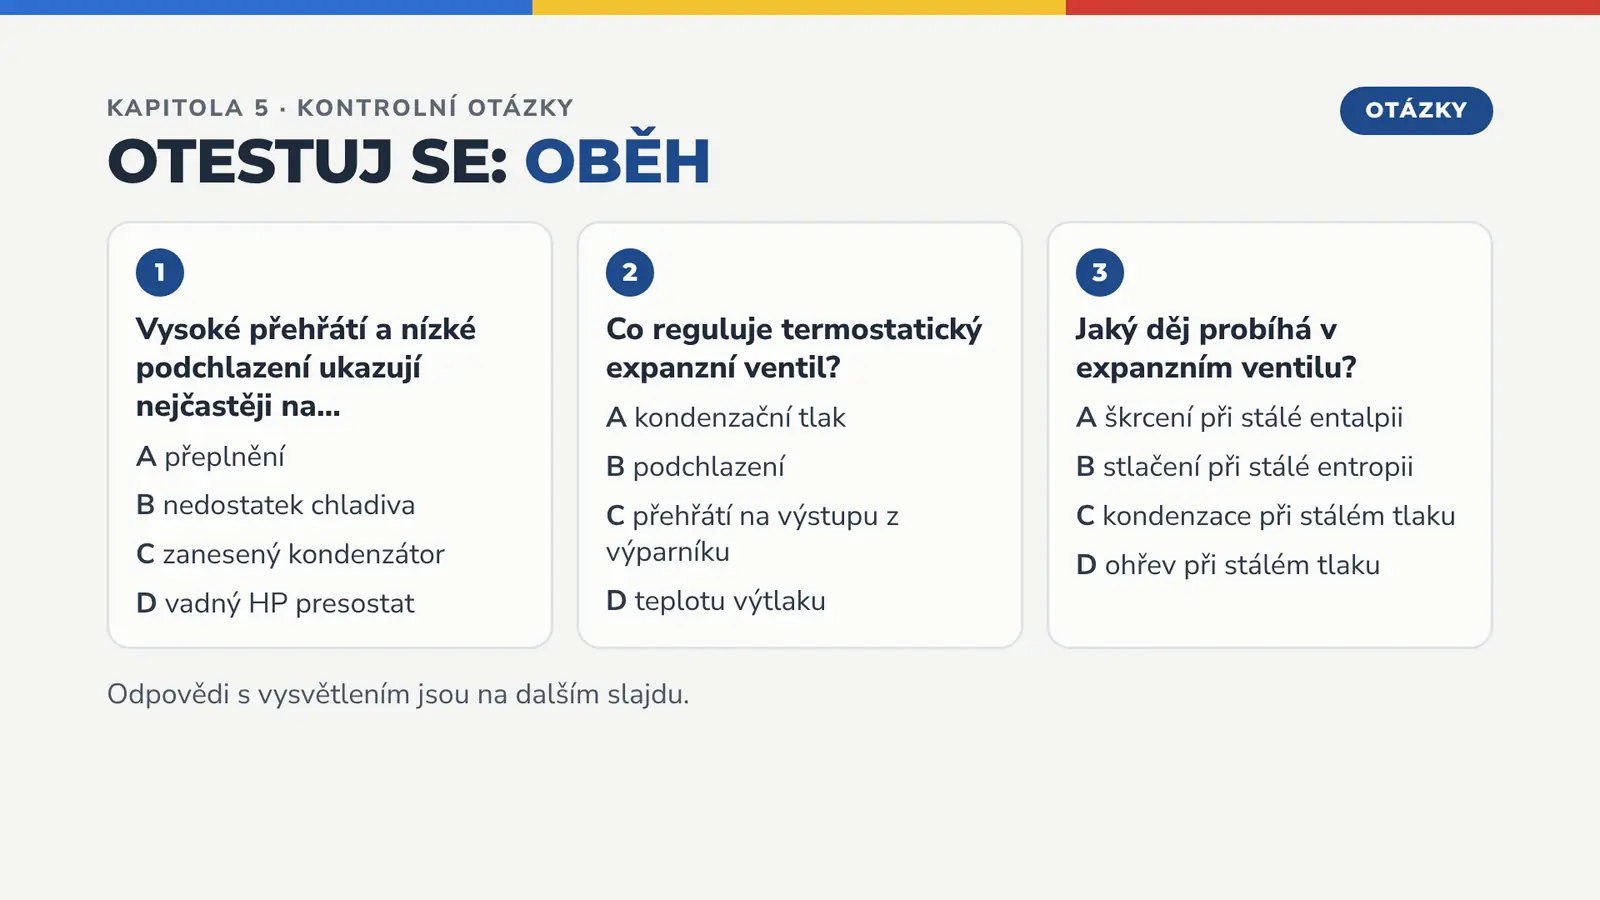 KAPITOLA 5 · KONTROLNÍ OTÁZKY
OTÁZKY
OTESTUJ SE: OBĚH
1
Vysoké přehřátí a nízké
podchlazení ukazují
nejčastěji na...
A přeplnění
B nedostatek chladiva
C zanesený kondenzátor
D vadný HP presostat
2
Co reguluje termostatický
expanzní ventil?
A kondenzační tlak
B podchlazení
C přehřátí na výstupu z
výparníku
D teplotu výtlaku
3
Jaký děj probíhá v
expanzním ventilu?
A škrcení při stálé entalpii
B stlačení při stálé entropii
C kondenzace při stálém tlaku
D ohřev při stálém tlaku
Odpovědi s vysvětlením jsou na dalším slajdu.